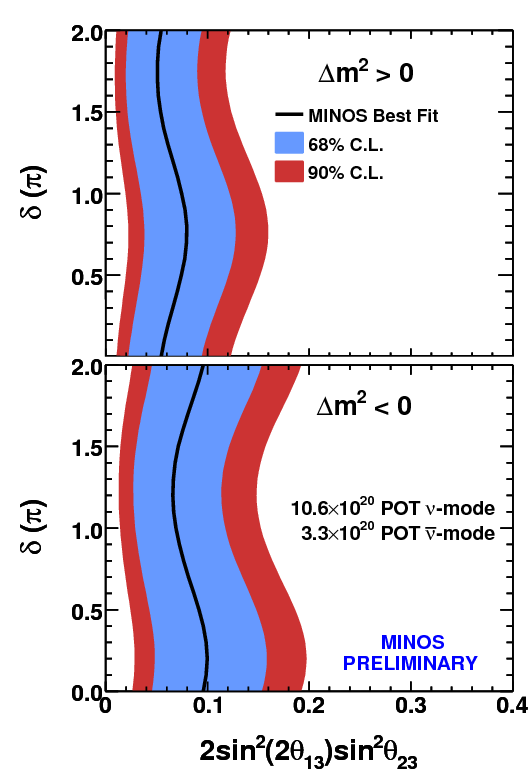 2.0
Δm² > 0
1.5
MINOS Best Fit
68% C.L.
90% C.L.
δ (π)
1.0
0.5
2.0
Δm² < 0
1.5
10.6×10²⁰ POT ν-mode
3.3×10²⁰ POT ν̅-mode
δ (π)
1.0
0.5
MINOS
PRELIMINARY
0.0
0 0.1 0.2 0.3 0.4
2sin²(2θ₁₃)sin²θ₂₃